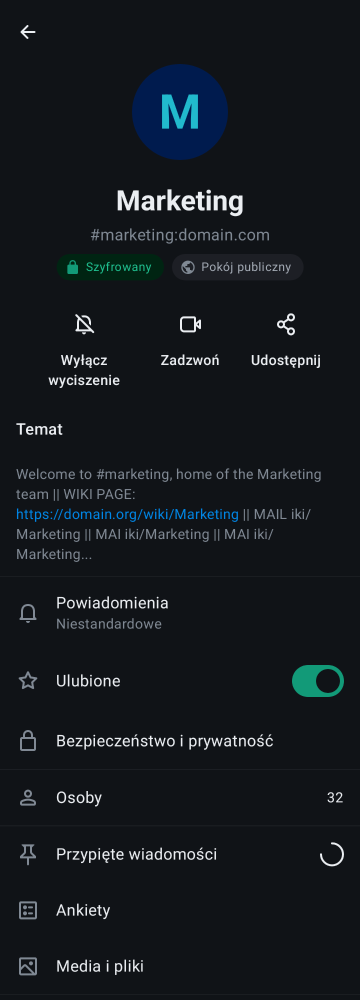 M
Marketing
#marketing:domain.com
Szyfrowany
Pokój publiczny
Wyłącz
wyciszenie
Zadzwoń
Udostępnij
Temat
Welcome to #marketing, home of the Marketing
team || WIKI PAGE:
https://domain.org/wiki/Marketing || MAIL iki/
Marketing || MAI iki/Marketing || MAI iki/
Marketing...
Powiadomienia
Niestandardowe
Ulubione
Bezpieczeństwo i prywatność
Osoby
32
Przypięte wiadomości
Ankiety
Media i pliki